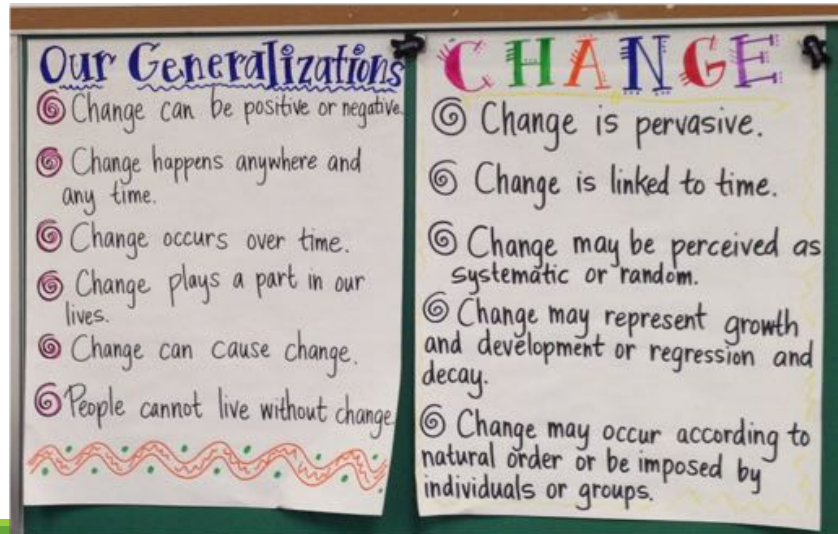 Our Generalizations
Change can be positive or negative.
Change happens anywhere and
any time.
Change occurs over time.
Change plays a part in our
lives.
Change can cause change.
People cannot live without change.
CHANGE
Change is pervasive.
Change is linked to time.
Change may be perceived as
systematic or random.
Change may represent growth
and development or regression and
decay.
Change may occur according to
natural order or be imposed by
individuals or groups.